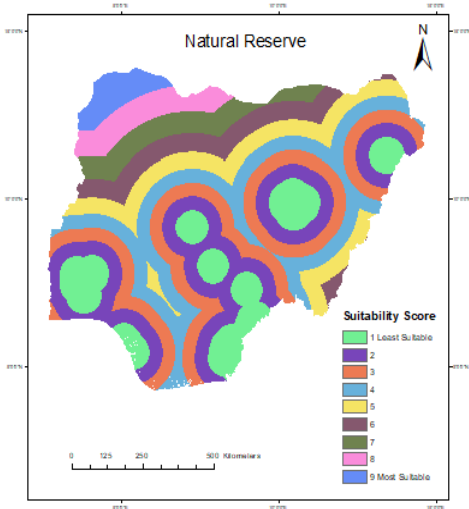 Natural Reserve
N
Suitability Score
1 Least Suitable
2
3
4
5
6
7
8
9 Most Suitable
0 125 250 500 Kilometers